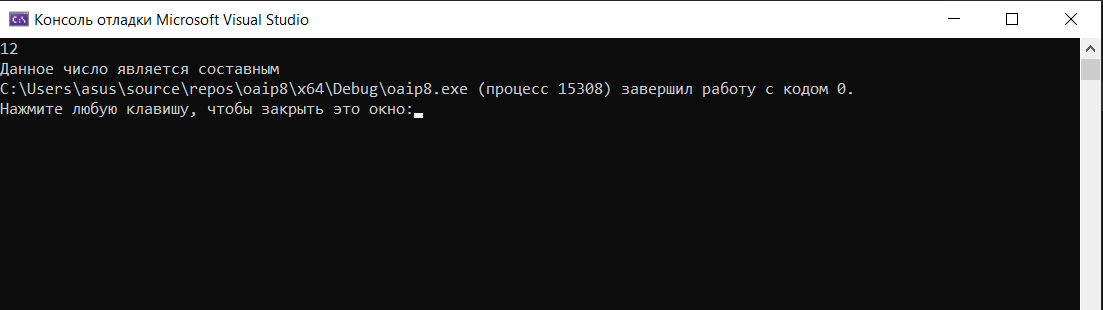 Консоль отладки Microsoft Visual Studio
12
Данное число является составным
C:\Users\asus\source\repos\oaip8\x64\Debug\oaip8.exe (процесс 15308) завершил работу с кодом 0.
Нажмите любую клавишу, чтобы закрыть это окно: